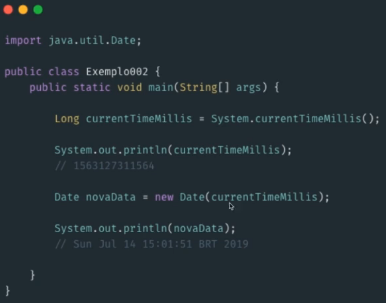 import java.util.Date;
public class Exemplo002 {
public static void main(String[] args) {
Long currentTimeMillis = System.currentTimeMillis();
System.out.println(currentTimeMillis);
// 1563127311564
Date novaData = new Date(currentTimeMillis);
System.out.println(novaData);
// Sun Jul 14 15:01:51 BRT 2019
}
}